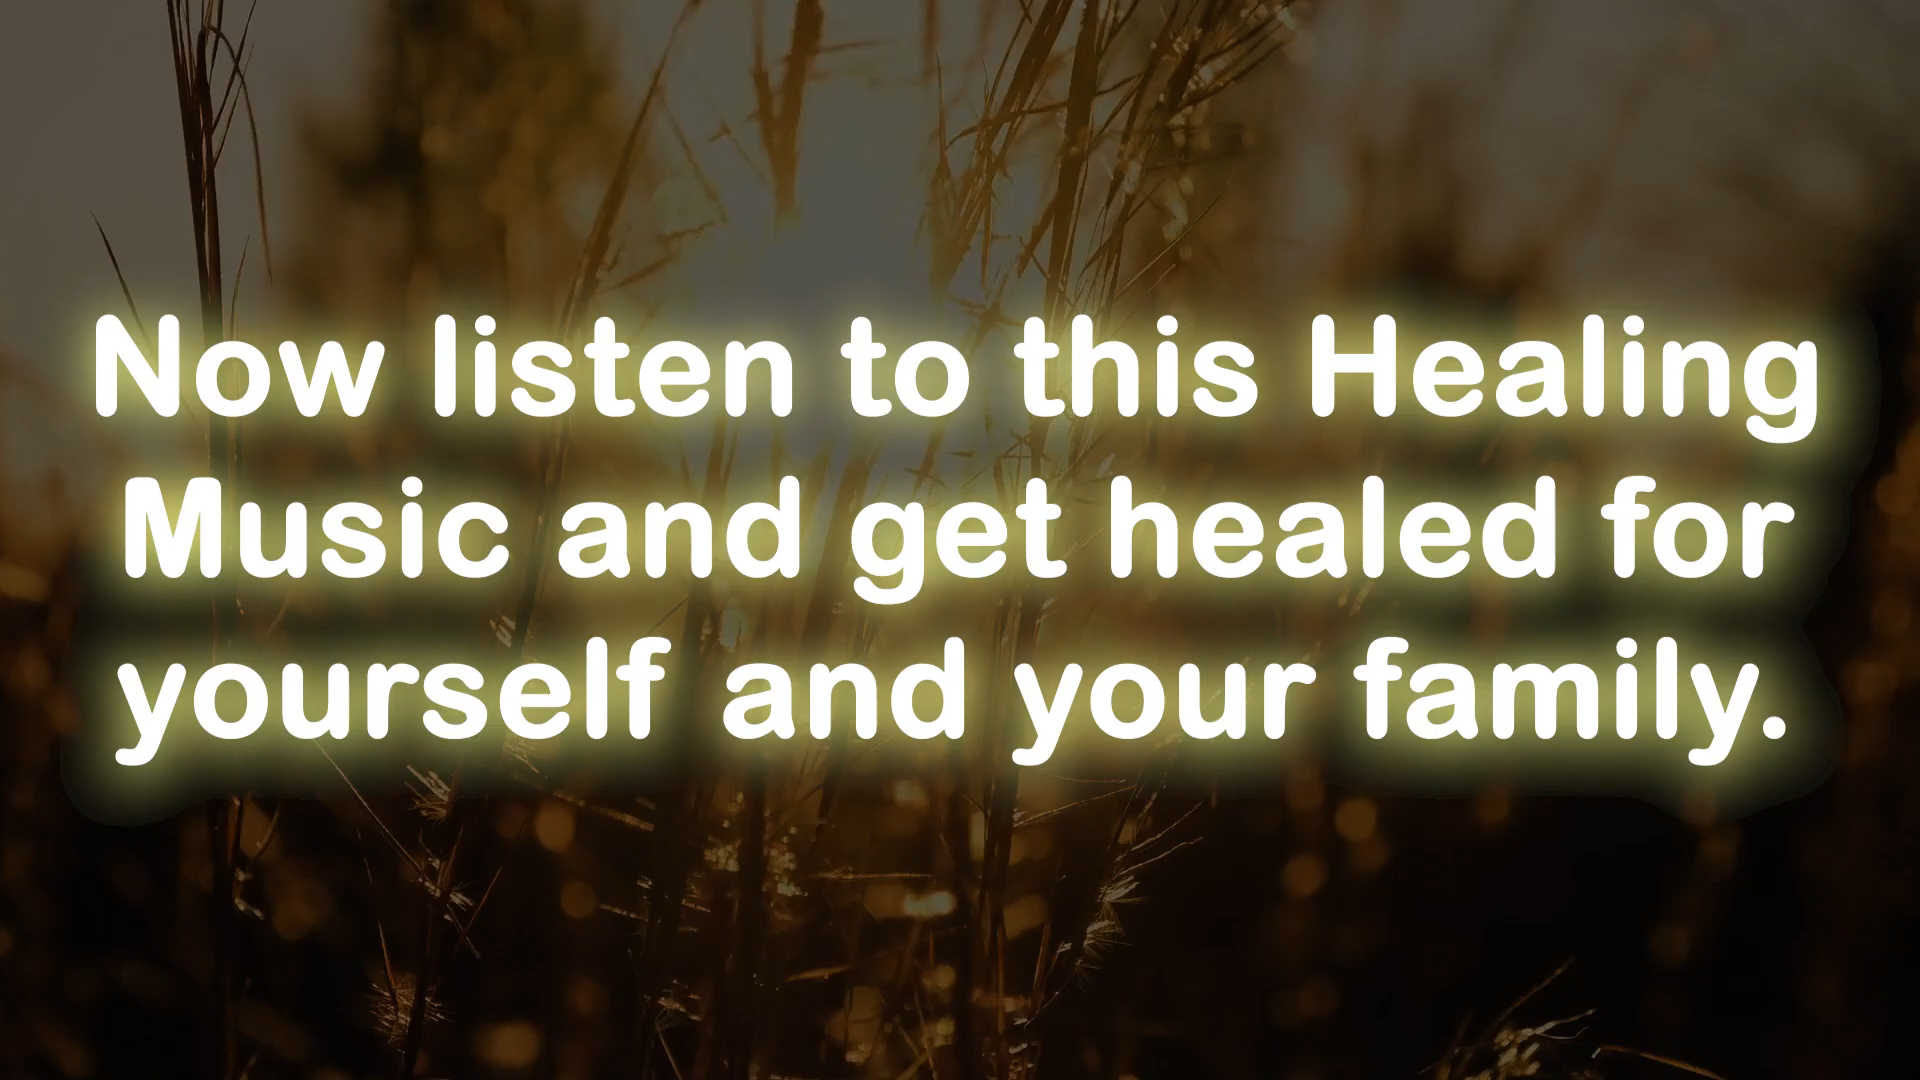 Now listen to this Healing
Music and get healed for
yourself and your family.